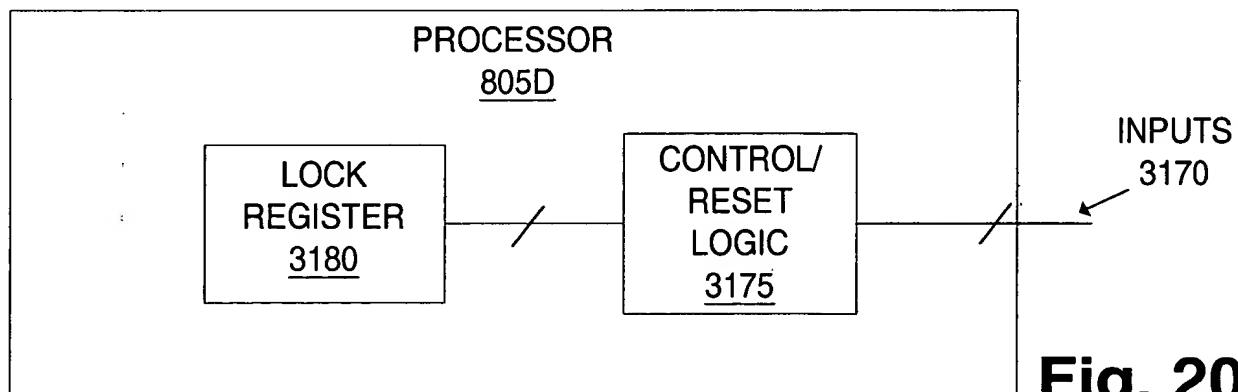 PROCESSOR
805D
LOCK
REGISTER
3180
CONTROL/
RESET
LOGIC
3175
INPUTS
3170
Fig. 20